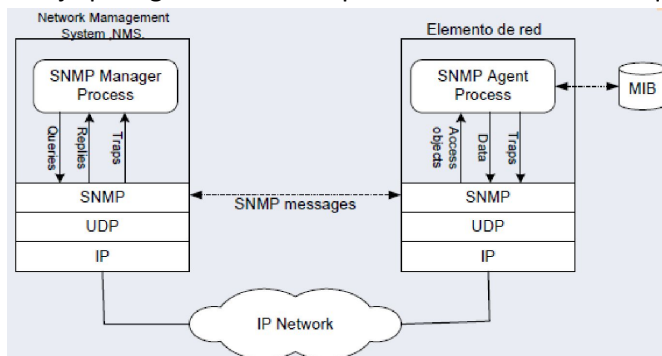 Network Management
System ,NMS.
SNMP Manager
Process
Queries
Replies
Traps
SNMP
UDP
IP
SNMP messages
Elemento de red
SNMP Agent
Process
MIB
Access
objects
Data
Traps
SNMP
UDP
IP
IP Network